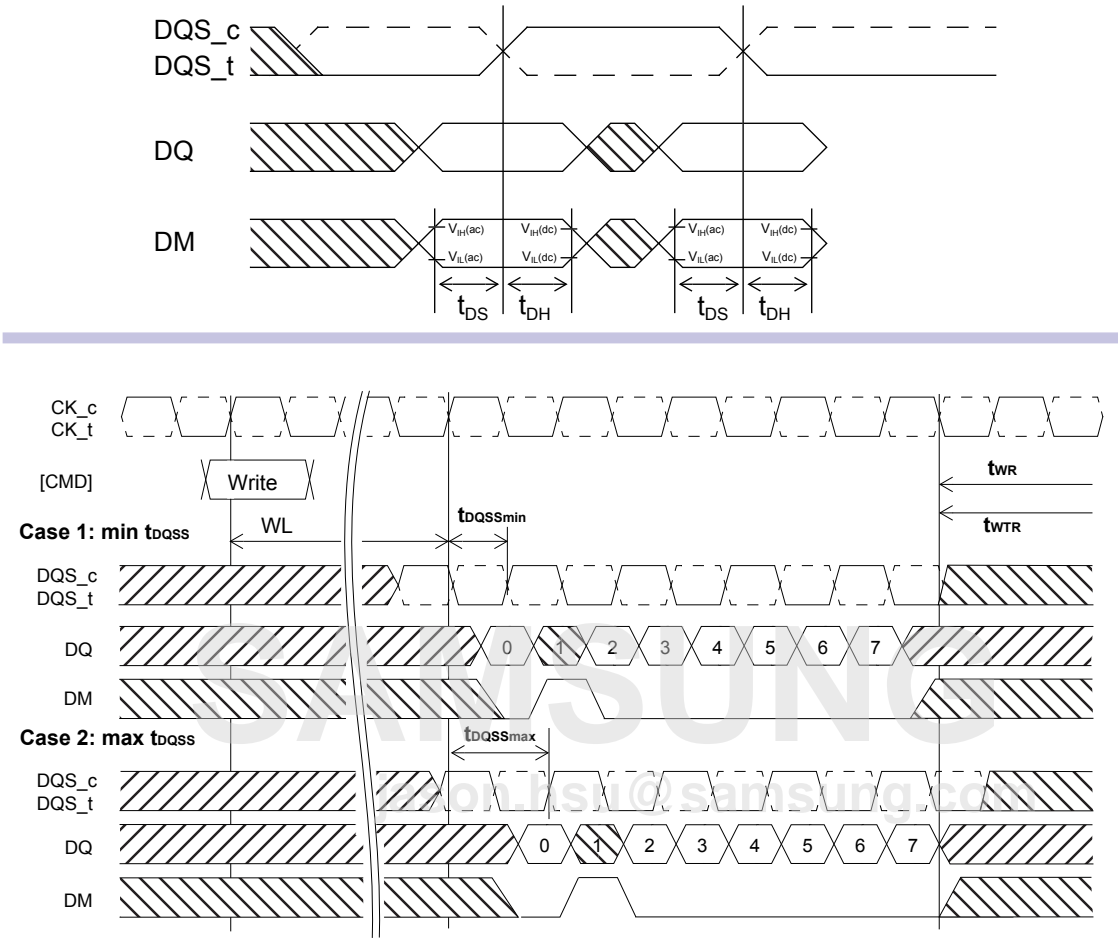 DQS_c
DQS_t
DQ
DM
VIH(ac) VIH(dc) VIH(ac) VIH(dc)
VIL(ac) VIL(dc) VIL(ac) VIL(dc)
tDS tDH tDS tDH
CK_c
CK_t
[CMD] Write tWR
Case 1: min tDQSS WL tDQSSmin tWTR
DQS_c
DQS_t
DQ 0 1 2 3 4 5 6 7
SAMSUNG
DM
Case 2: max tDQSS tDQSSmax
DQS_c
DQS_t
jason.hsu@samsung.com
DQ 0 1 2 3 4 5 6 7
DM